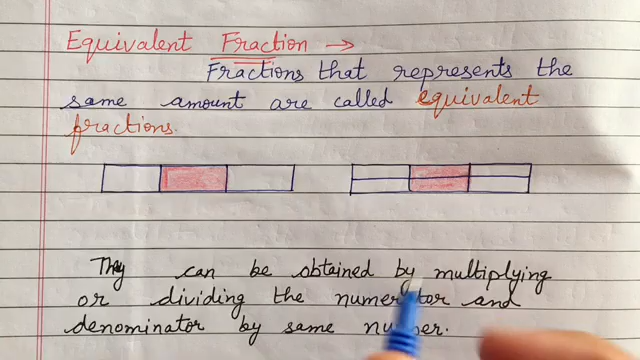 Equivalent Fraction →
Fractions that represents the
same amount are called equivalent
fractions.
They can be obtained by multiplying
or dividing the numerator and
denominator by same number.